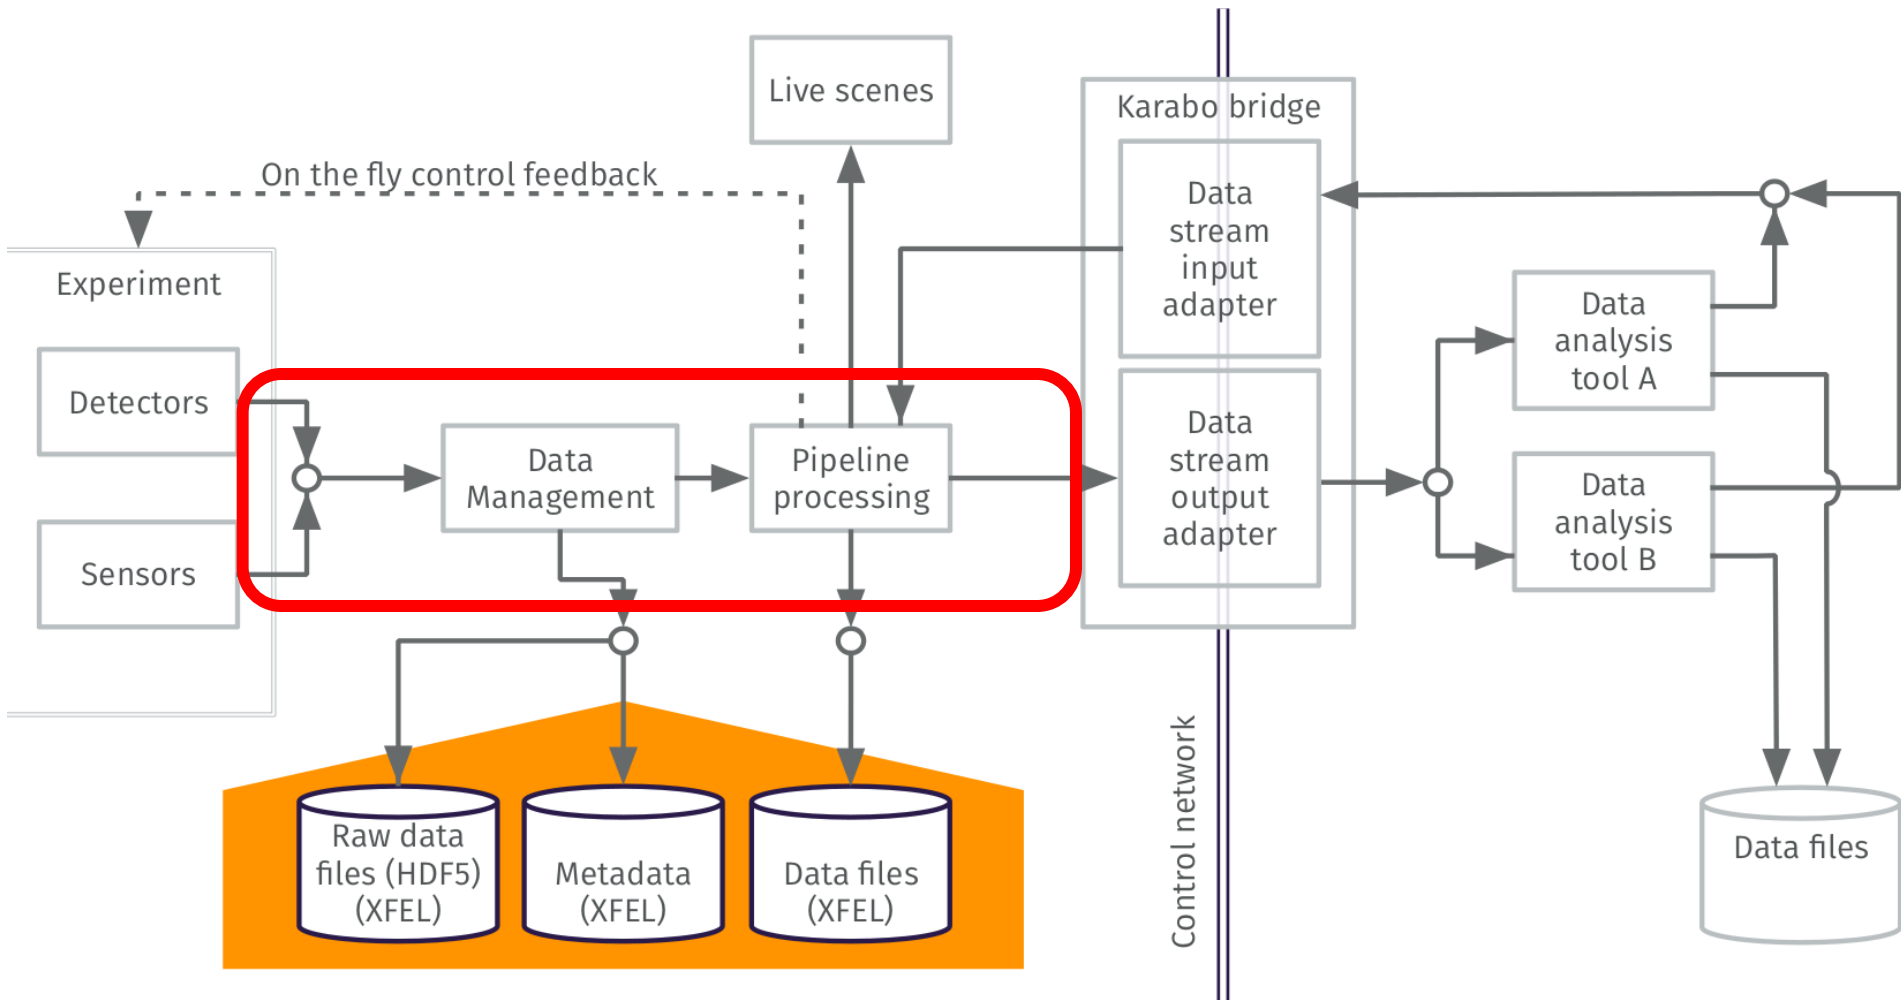 Live scenes
Karabo bridge
On the fly control feedback
Data
stream
input
adapter
Experiment
Data
analysis
tool A
Detectors
Data
Management
Pipeline
processing
Data
stream
output
adapter
Data
analysis
tool B
Sensors
Control network
Raw data
files (HDF5)
(XFEL)
Metadata
(XFEL)
Data files
(XFEL)
Data files